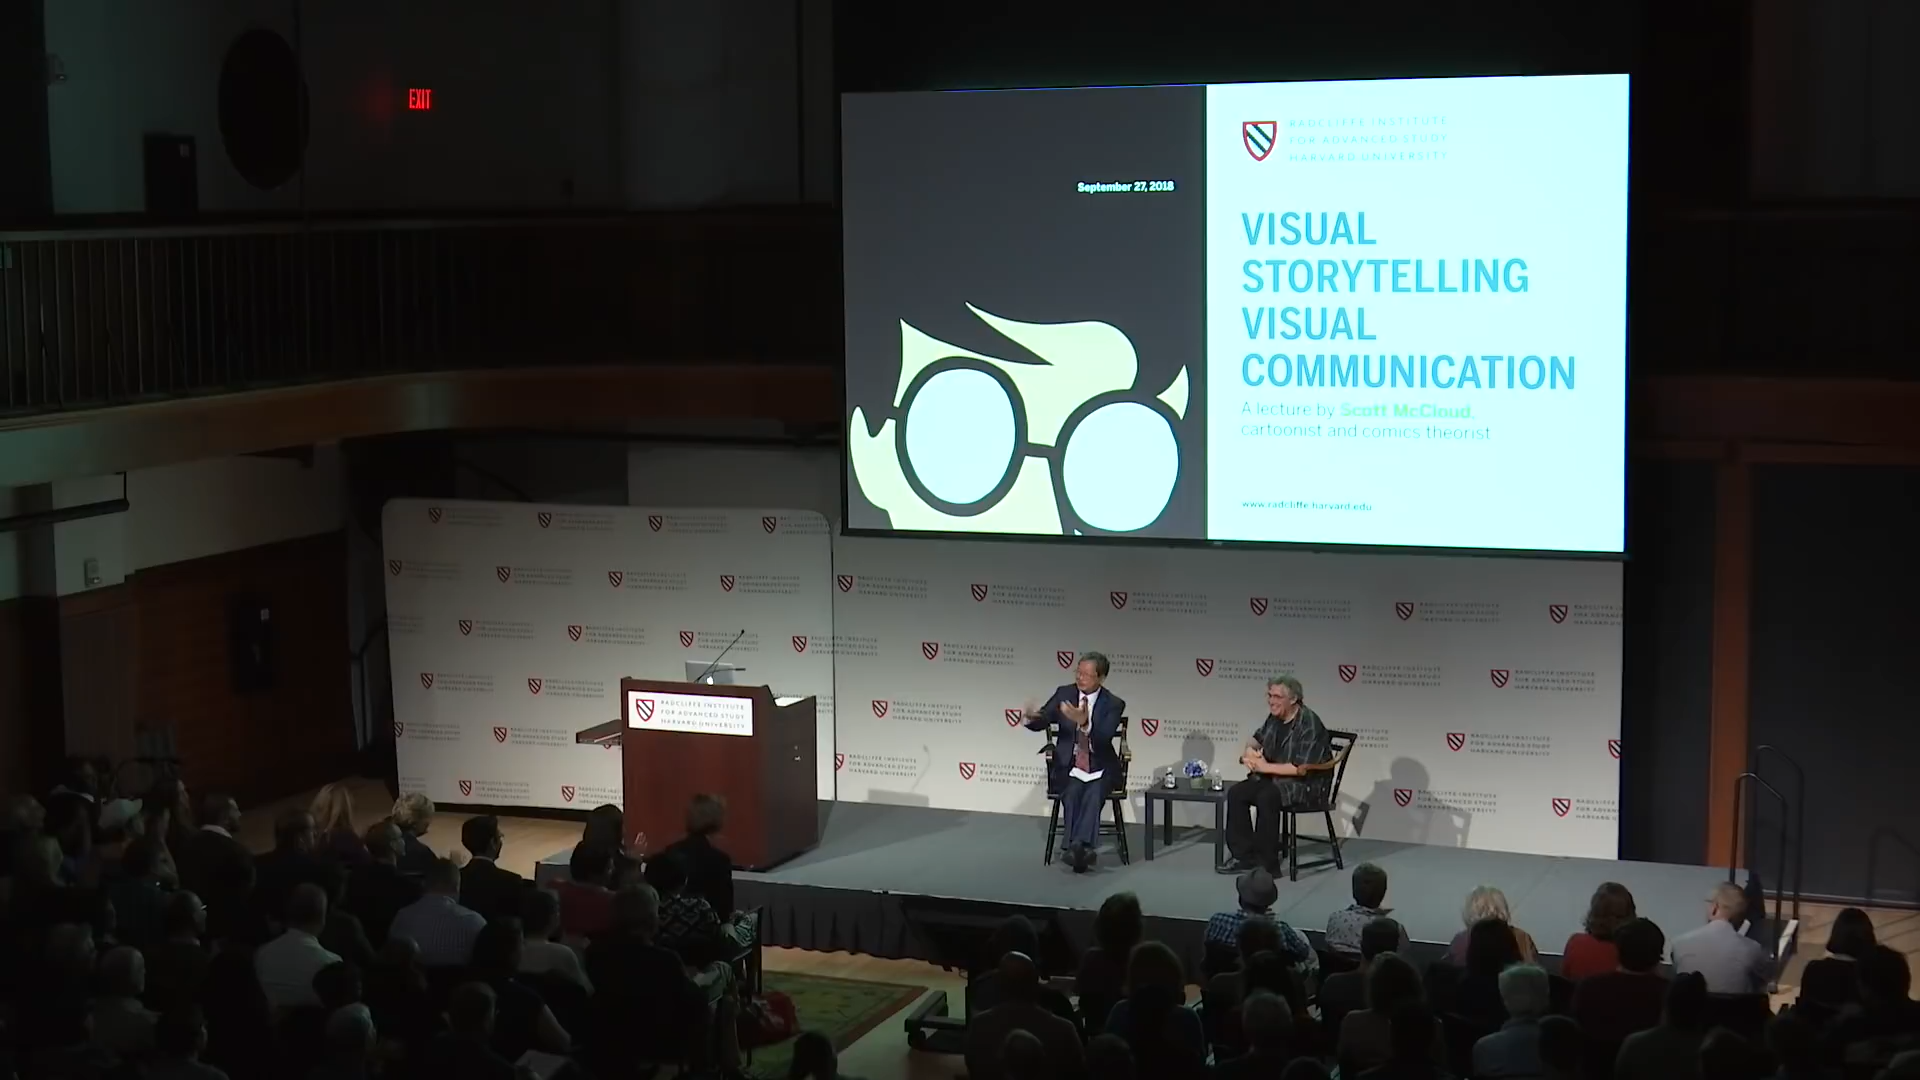 EXIT
September 27, 2018
RADCLIFFE INSTITUTE
FOR ADVANCED STUDY
HARVARD UNIVERSITY
VISUAL
STORYTELLING
VISUAL
COMMUNICATION
A lecture by Scott McCloud,
cartoonist and comics theorist
www.radcliffe.harvard.edu
RADCLIFFE INSTITUTE
FOR ADVANCED STUDY
HARVARD UNIVERSITY